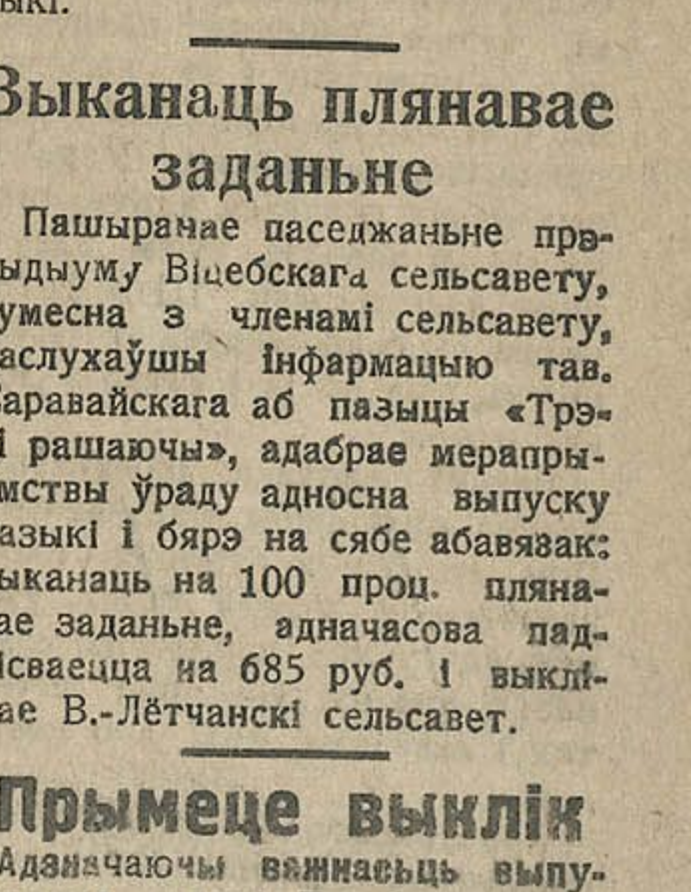 ыкі.
Выканаць плянавае
заданьне
Пашыранае паседжаньне прэ-
ыдыуму Віцебскага сельсавету,
умесна з членамі сельсавету,
аслухаўшы інфармацыю тав.
аравайскага аб пазыцы «Трэ-
і рашаючы», адабрае мерапры-
мствы ўраду адносна выпуску
азыкі і бярэ на сябе абавязак:
ыканаць на 100 проц. пляна-
ае заданьне, адначасова пад-
ісваецца на 685 руб. і выклі-
ае В.-Лётчанскі сельсавет.
Прымеце выклік
Адзначаючы важнасьць выпу-